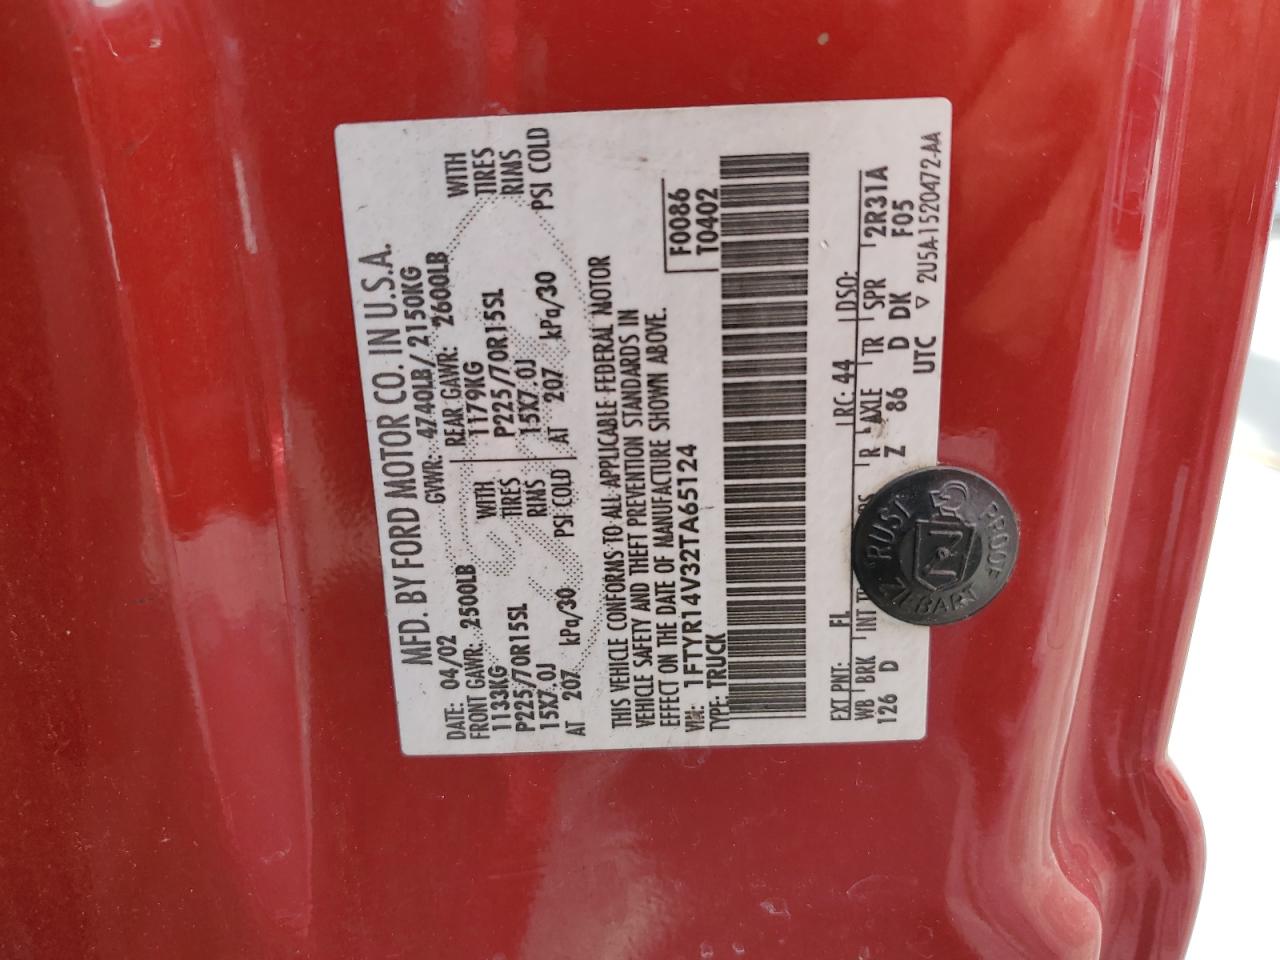 MFD. BY FORD MOTOR CO. IN U.S.A.
DATE: 04/02 GVWR: 4740LB/ 2150KG
FRONT GAWR: 2500LB REAR GAWR: 2600LB
1133KG WITH 1179KG WITH
P225/70R15SL TIRES P225/70R15SL TIRES
15X7.0J RIMS 15X7.0J RIMS
AT 207 kPa/30 PSI COLD AT 207 kPa/30 PSI COLD
THIS VEHICLE CONFORMS TO ALL APPLICABLE FEDERAL MOTOR
VEHICLE SAFETY AND THEFT PREVENTION STANDARDS IN
EFFECT ON THE DATE OF MANUFACTURE SHOWN ABOVE.
VIN: 1FTYR14V32TA65124 F0086
TYPE: TRUCK T0402
EXT PNT: FL RC: 44 DSO:
WB BRK INT R AXLE TR SPR 2R31A
126 D Z 86 D DK F05
UTC ▽ 2U5A-1520472-AA
RUST PROOF
ZIEBART